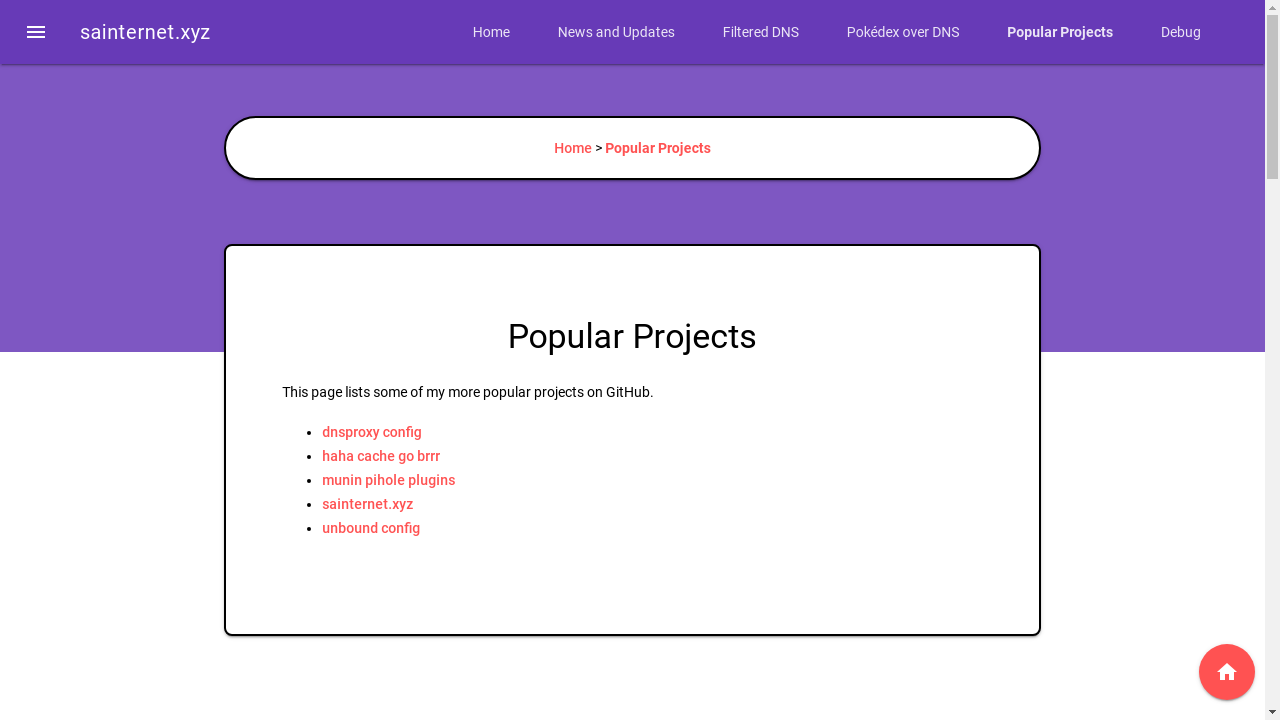 sainternet.xyz
Home News and Updates Filtered DNS Pokédex over DNS Popular Projects Debug
Home > Popular Projects
Popular Projects
This page lists some of my more popular projects on GitHub.
dnsproxy config
haha cache go brrr
munin pihole plugins
sainternet.xyz
unbound config